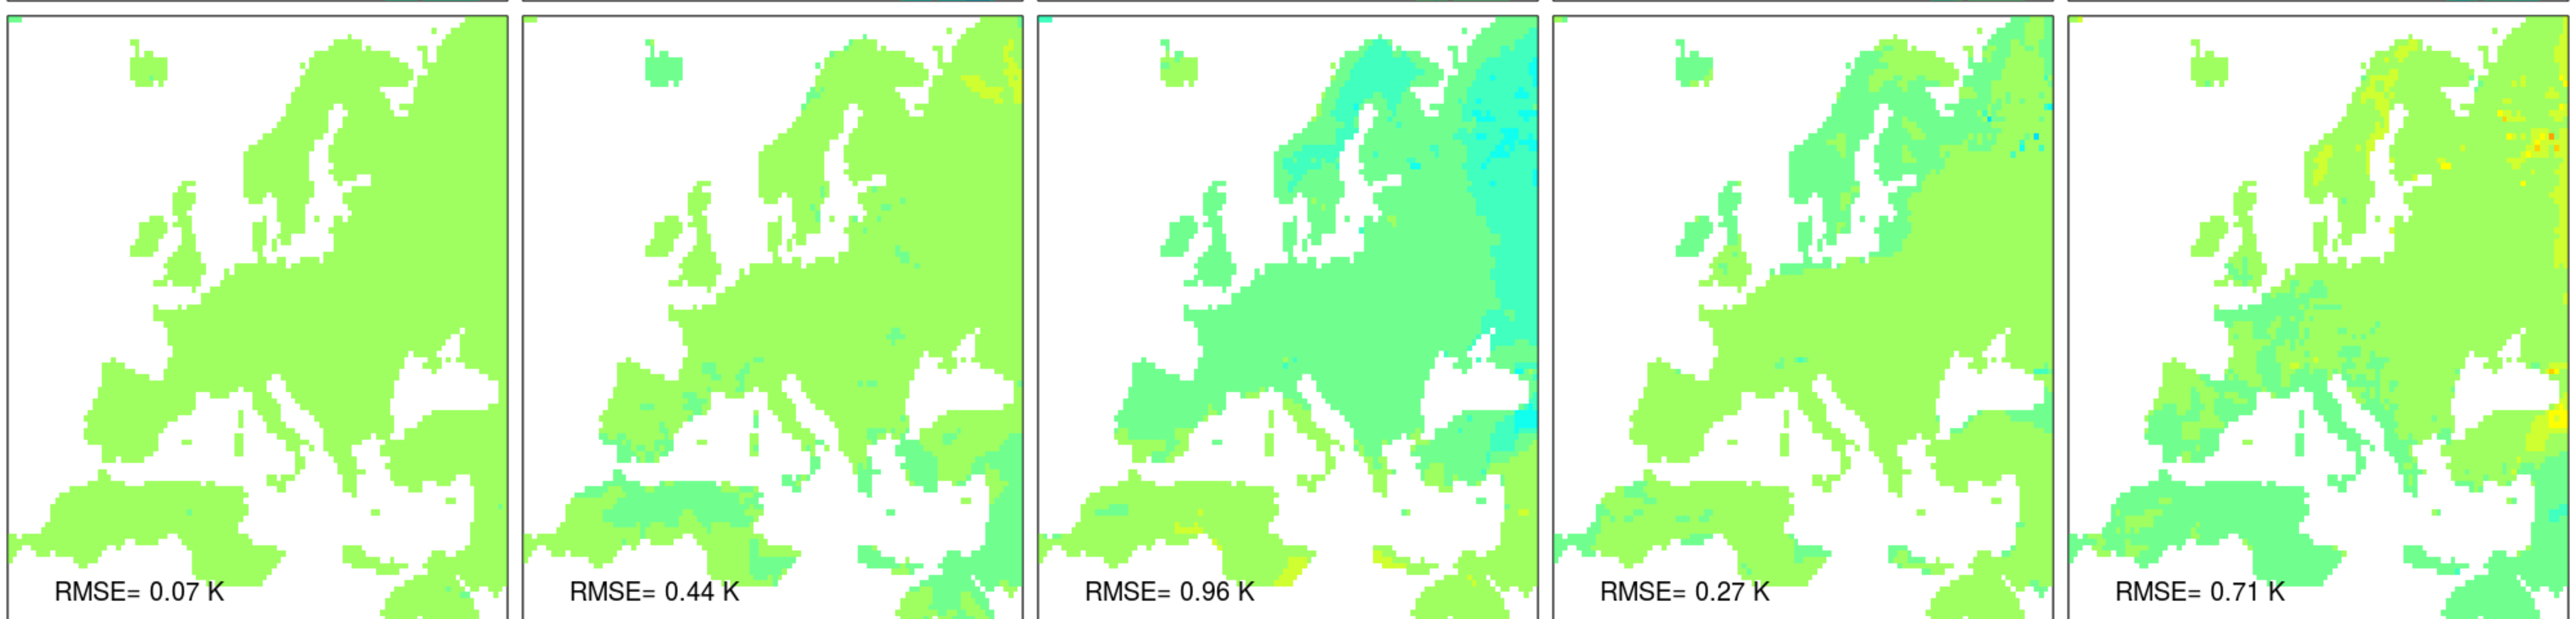 RMSE= 0.07 K
RMSE= 0.44 K
RMSE= 0.96 K
RMSE= 0.27 K
RMSE= 0.71 K